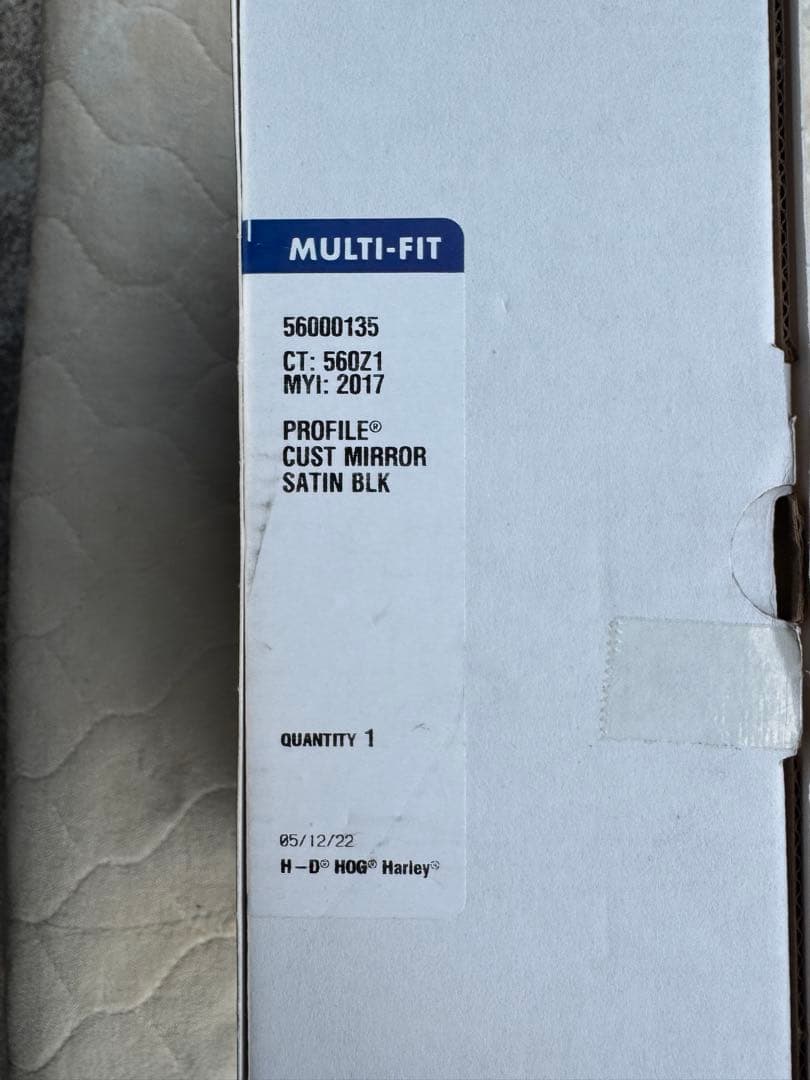 MULTI-FIT
56000135
CT: 560Z1
MYI: 2017
PROFILE®
CUST MIRROR
SATIN BLK
QUANTITY 1
05/12/22
H-D® HOG® Harley®